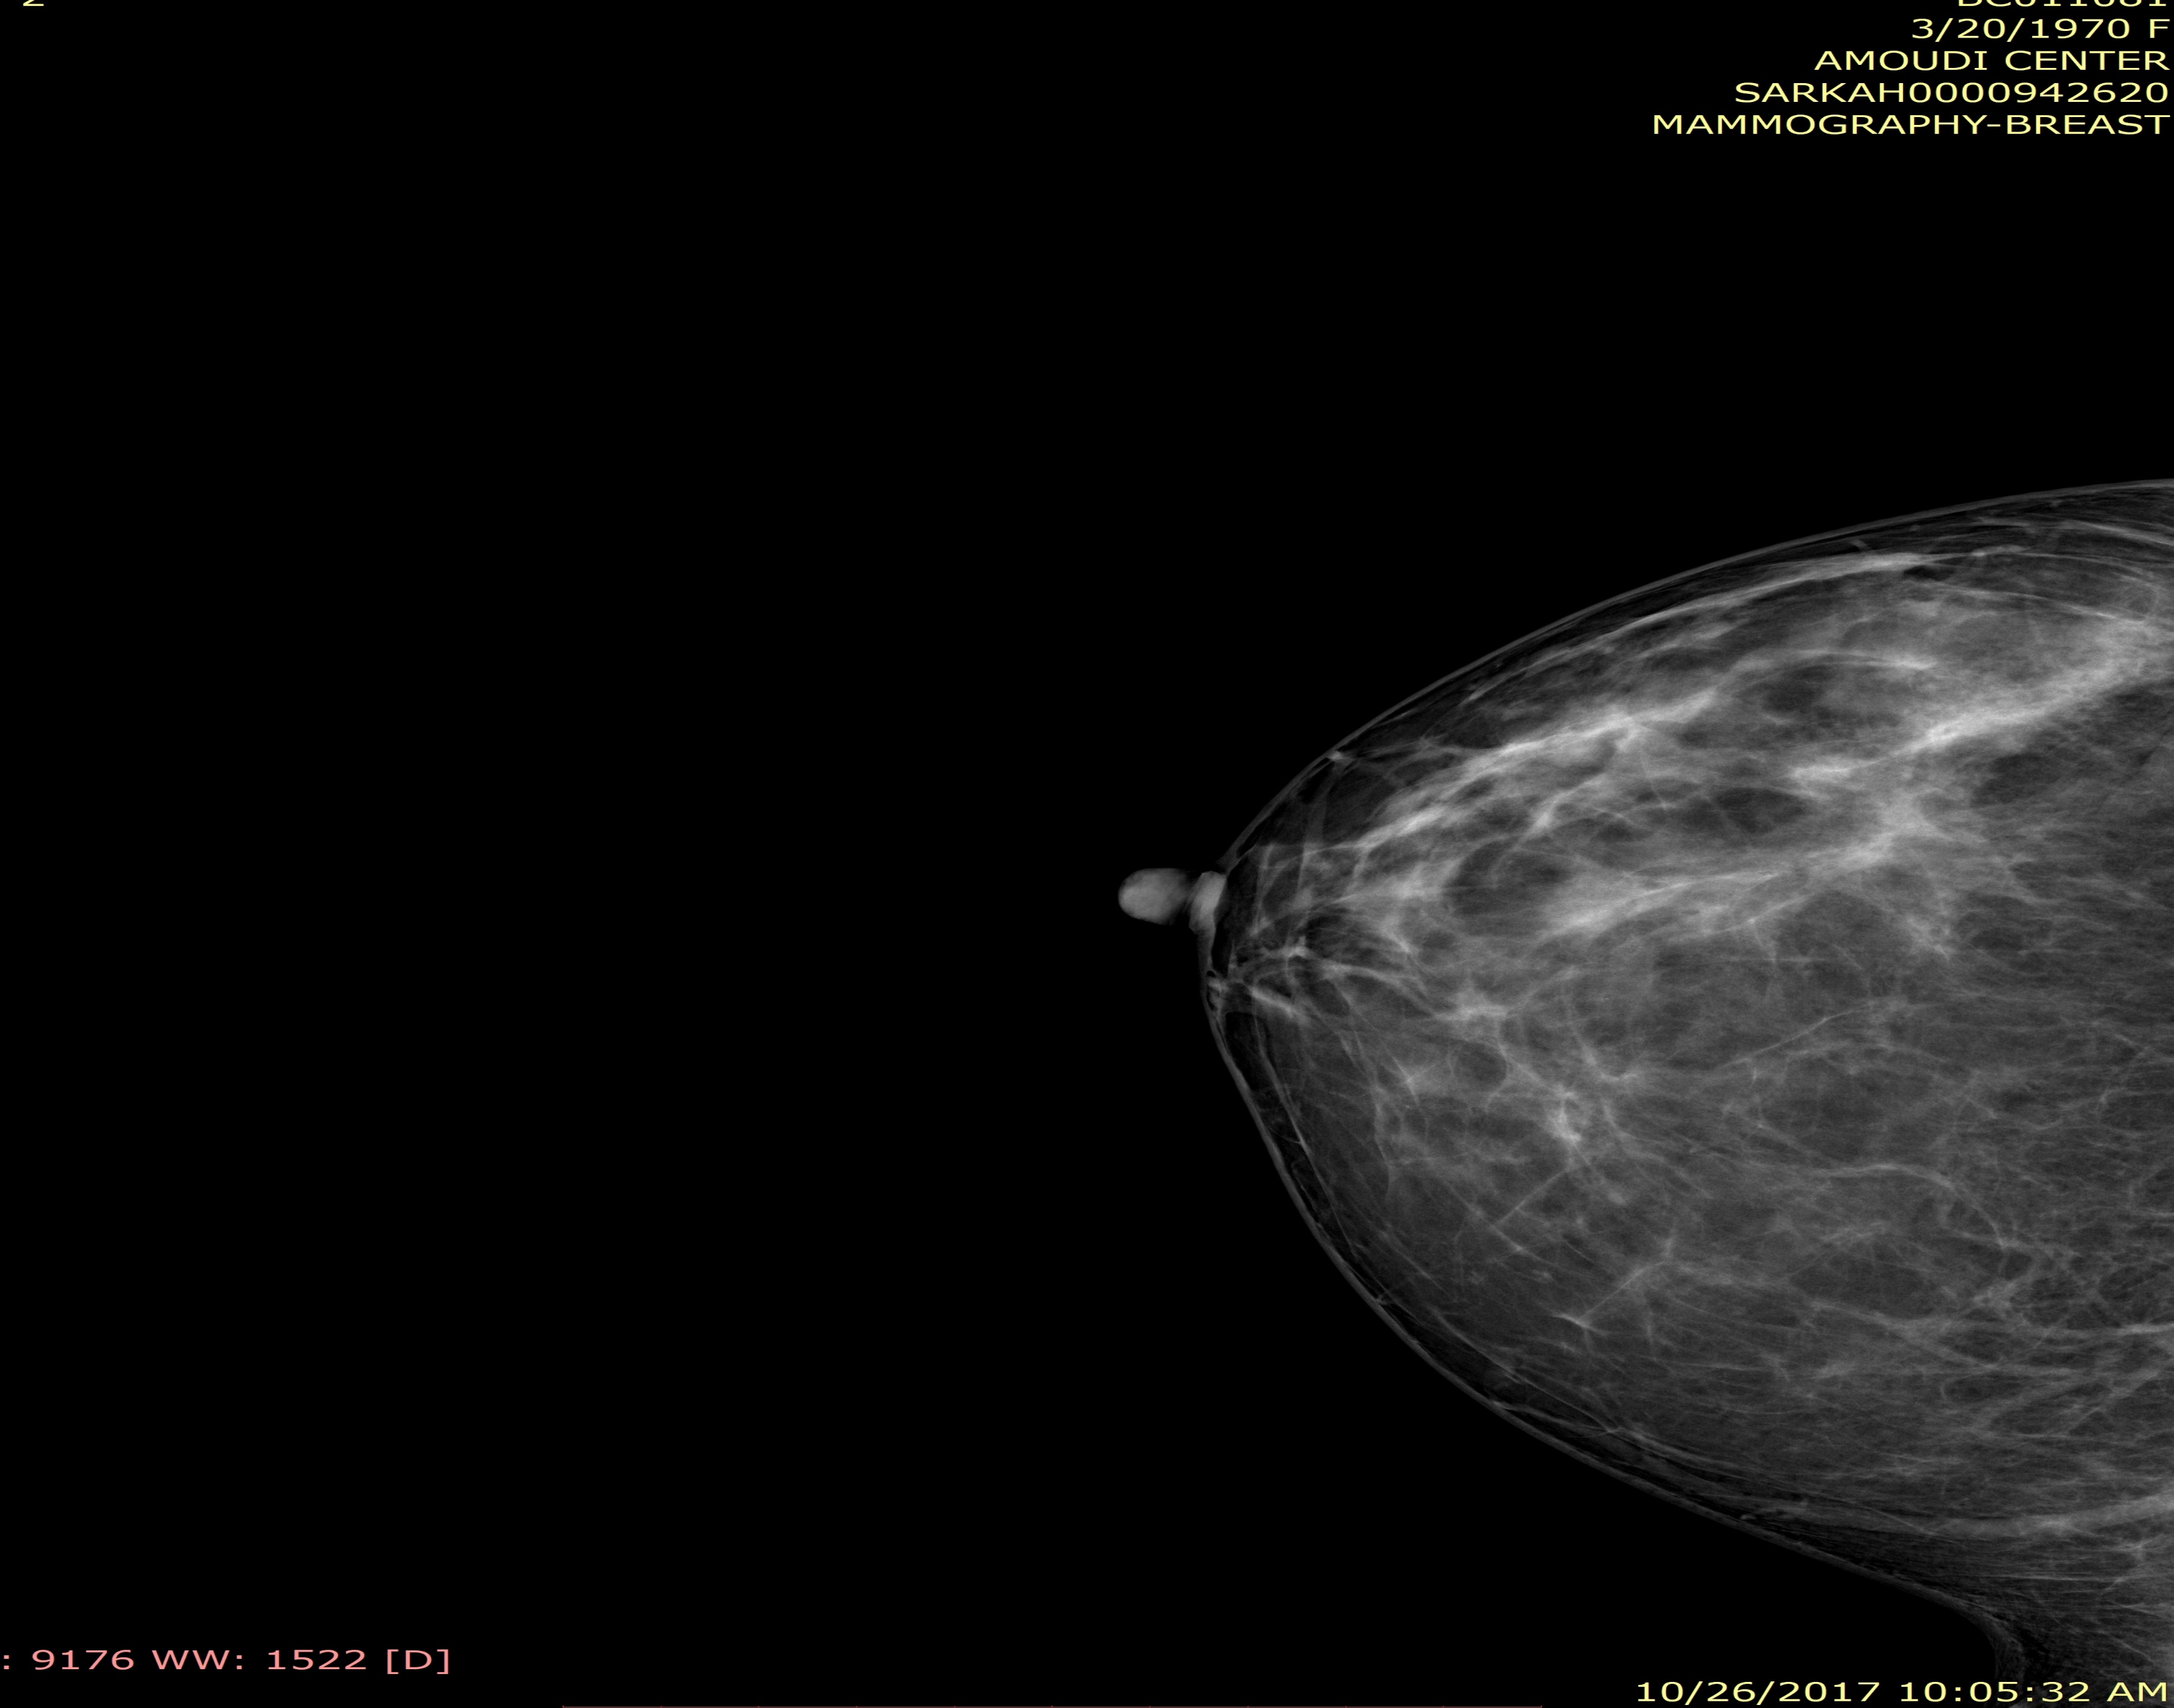 3/20/1970 F
AMOUDI CENTER
SARKAH0000942620
MAMMOGRAPHY-BREAST
: 9176 WW: 1522 [D]
10/26/2017 10:05:32 AM